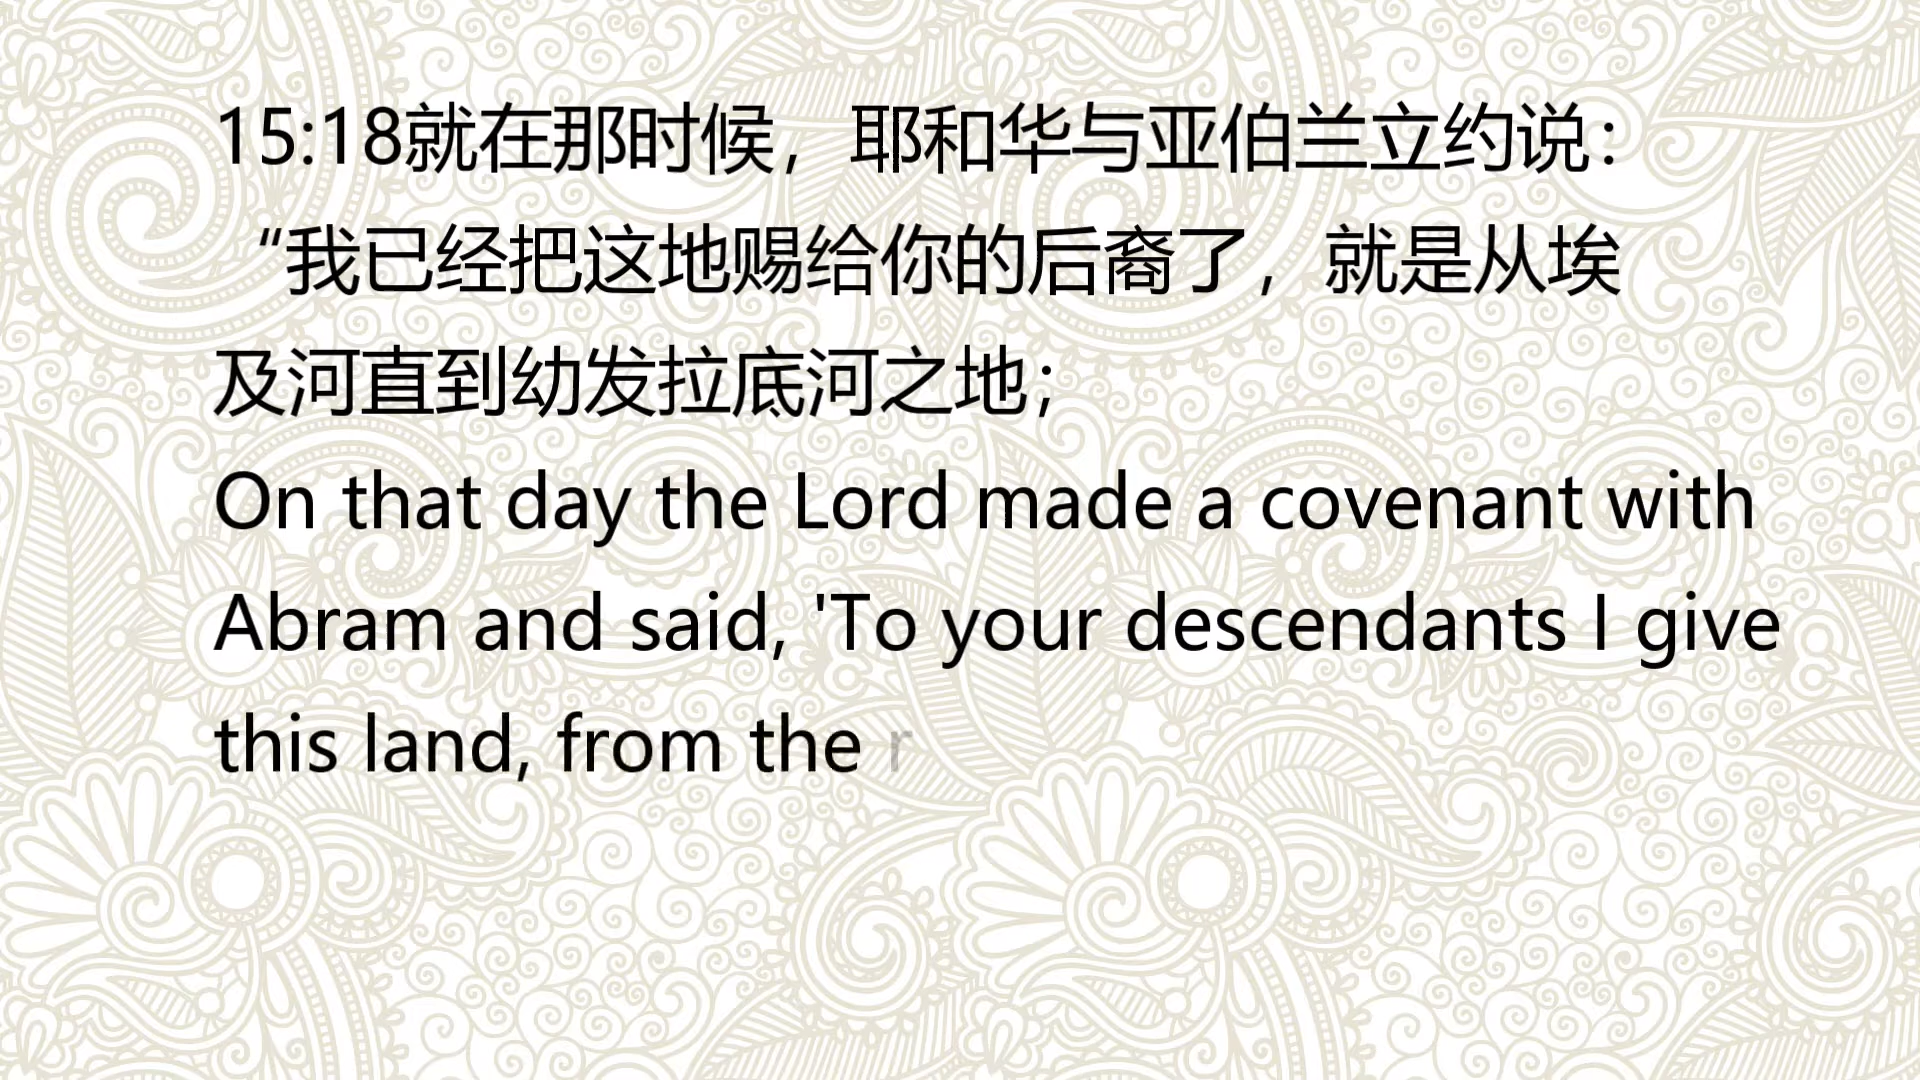 15:18就在那时候，耶和华与亚伯兰立约说：
“我已经把这地赐给你的后裔了，就是从埃
及河直到幼发拉底河之地；
On that day the Lord made a covenant with
Abram and said, 'To your descendants I give
this land, from the r